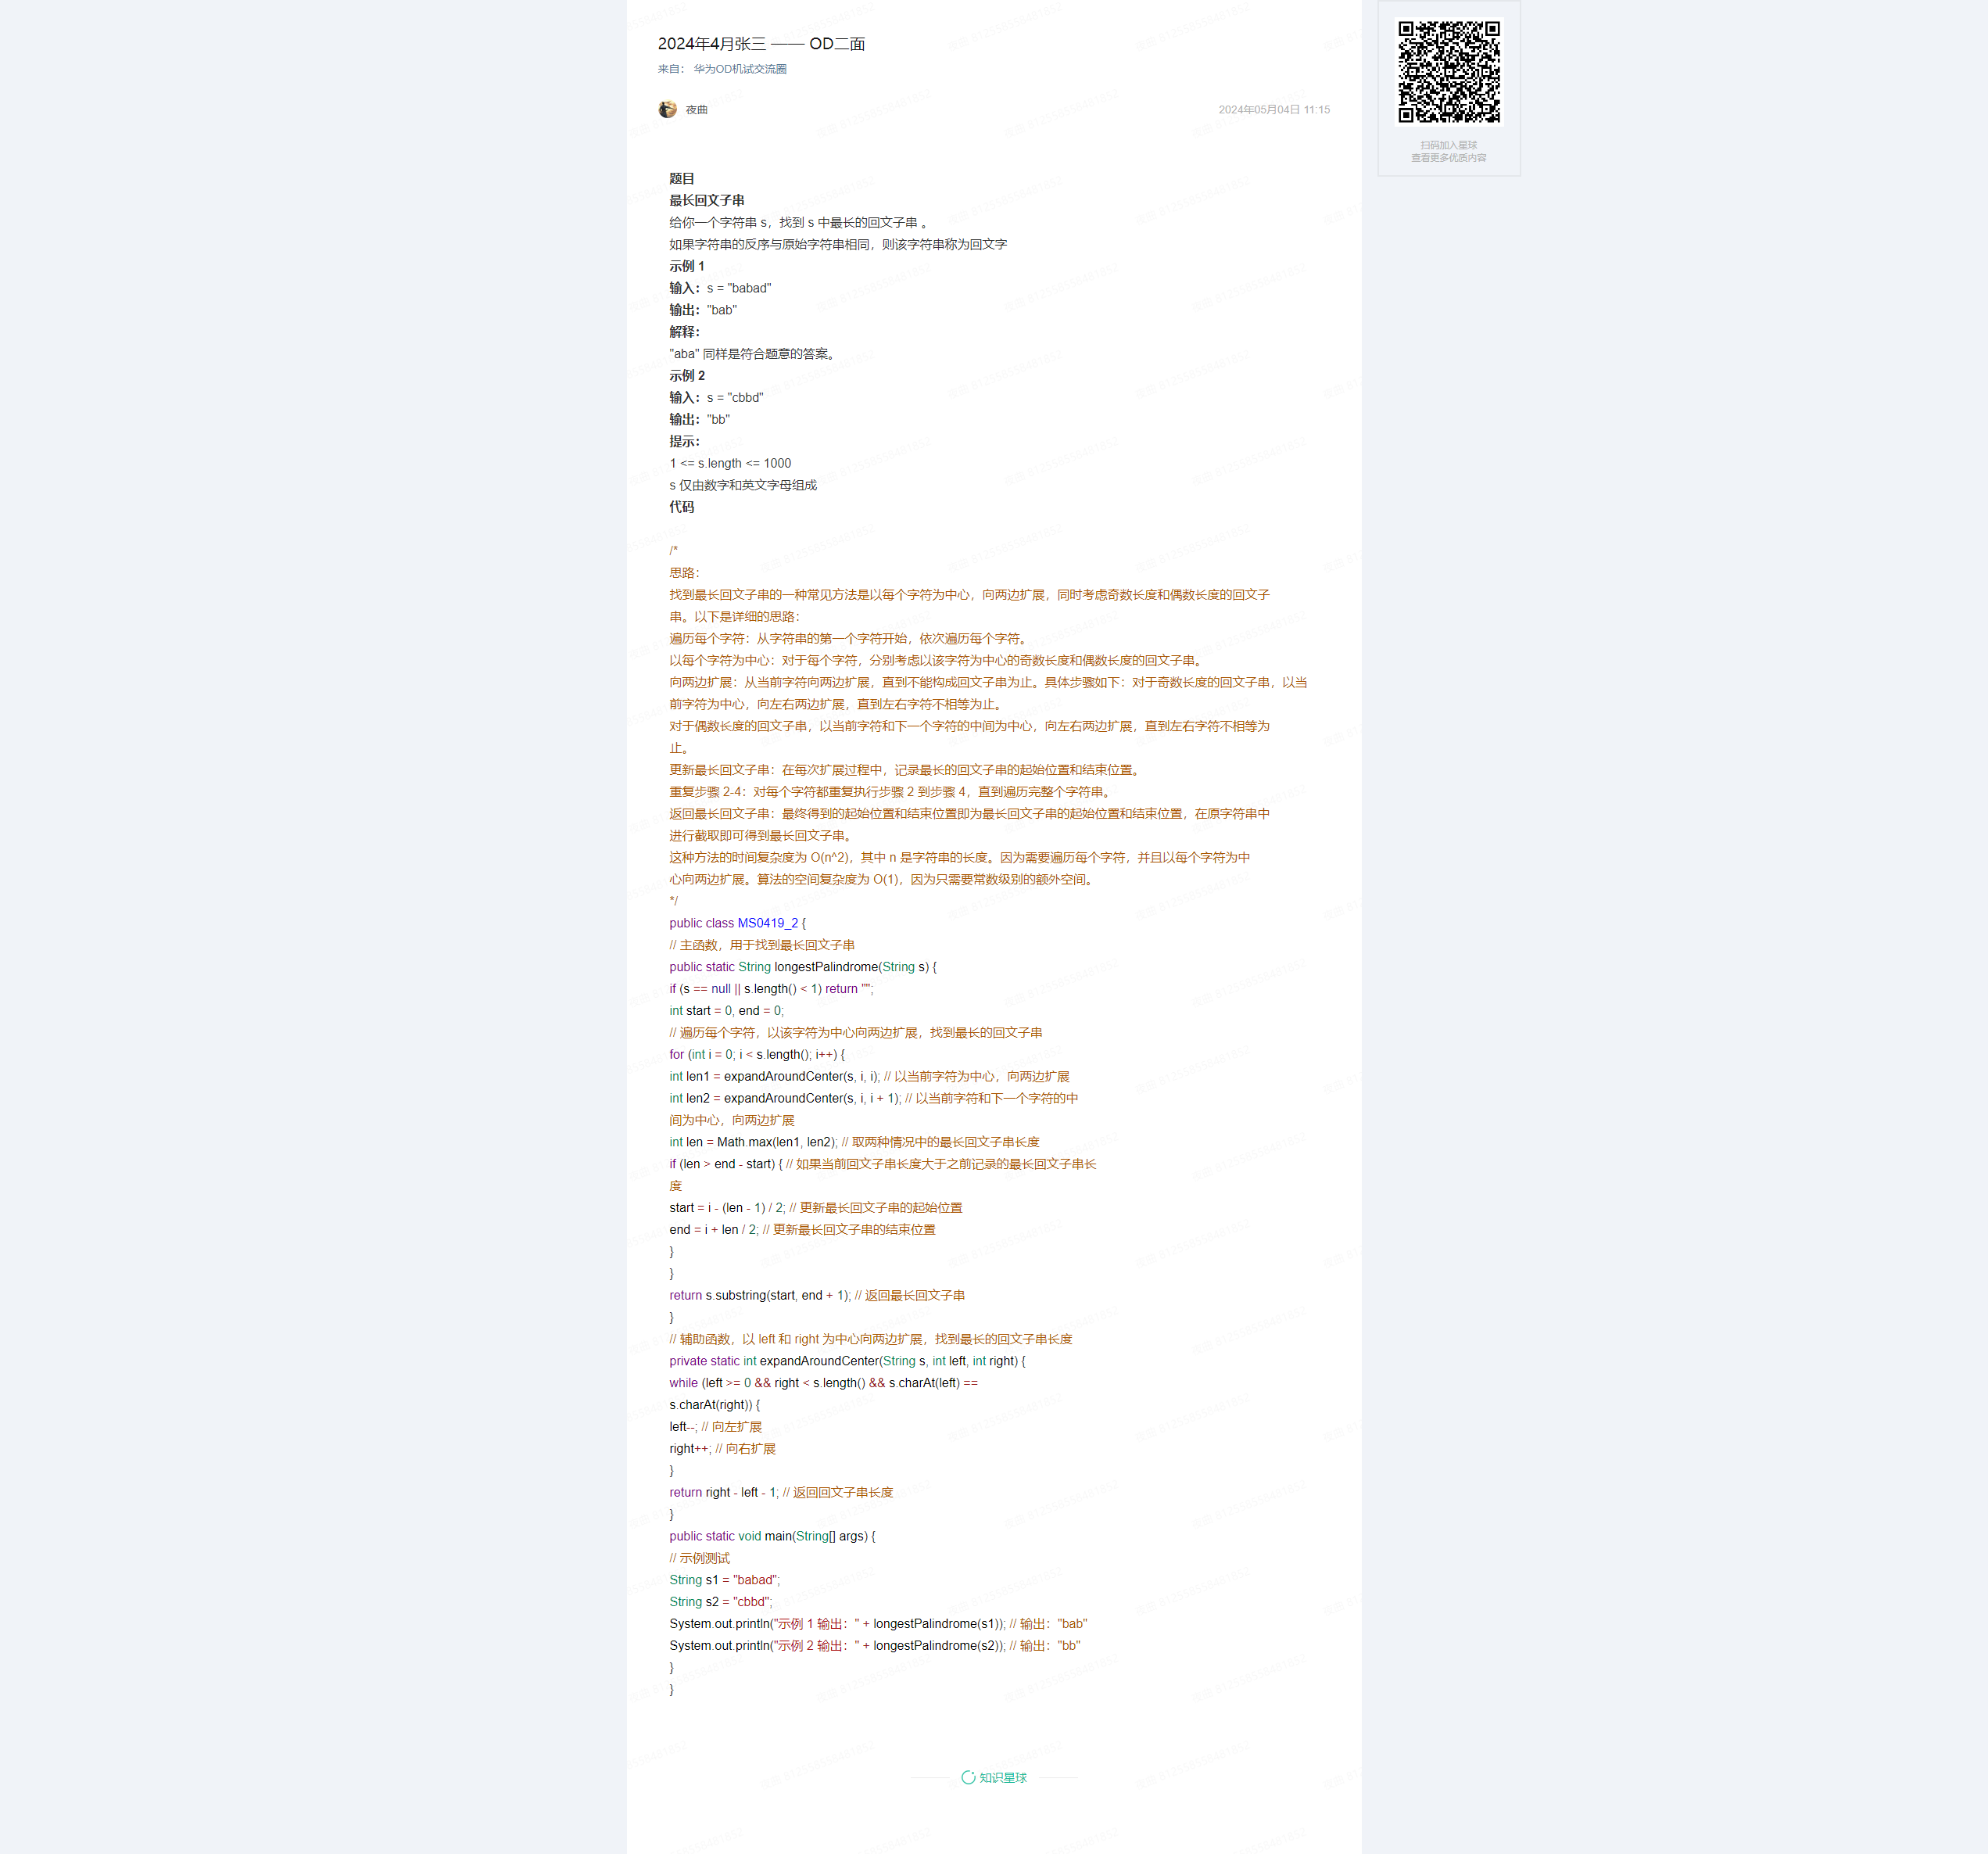 2024年4月张三 —— OD二面
来自： 华为OD机试交流圈
夜曲
2024年05月04日 11:15
扫码加入星球
查看更多优质内容
题目
最长回文子串
给你一个字符串 s，找到 s 中最长的回文子串 。
如果字符串的反序与原始字符串相同，则该字符串称为回文字
示例 1
输入：s = "babad"
输出："bab"
解释：
"aba" 同样是符合题意的答案。
示例 2
输入：s = "cbbd"
输出："bb"
提示：
1 <= s.length <= 1000
s 仅由数字和英文字母组成
代码
/*
思路：
找到最长回文子串的一种常见方法是以每个字符为中心，向两边扩展，同时考虑奇数长度和偶数长度的回文子
串。以下是详细的思路：
遍历每个字符：从字符串的第一个字符开始，依次遍历每个字符。
以每个字符为中心：对于每个字符，分别考虑以该字符为中心的奇数长度和偶数长度的回文子串。
向两边扩展：从当前字符向两边扩展，直到不能构成回文子串为止。具体步骤如下：对于奇数长度的回文子串，以当
前字符为中心，向左右两边扩展，直到左右字符不相等为止。
对于偶数长度的回文子串，以当前字符和下一个字符的中间为中心，向左右两边扩展，直到左右字符不相等为
止。
更新最长回文子串：在每次扩展过程中，记录最长的回文子串的起始位置和结束位置。
重复步骤 2-4：对每个字符都重复执行步骤 2 到步骤 4，直到遍历完整个字符串。
返回最长回文子串：最终得到的起始位置和结束位置即为最长回文子串的起始位置和结束位置，在原字符串中
进行截取即可得到最长回文子串。
这种方法的时间复杂度为 O(n^2)，其中 n 是字符串的长度。因为需要遍历每个字符，并且以每个字符为中
心向两边扩展。算法的空间复杂度为 O(1)，因为只需要常数级别的额外空间。
*/
public class MS0419_2 {
// 主函数，用于找到最长回文子串
public static String longestPalindrome(String s) {
if (s == null || s.length() < 1) return "";
int start = 0, end = 0;
// 遍历每个字符，以该字符为中心向两边扩展，找到最长的回文子串
for (int i = 0; i < s.length(); i++) {
int len1 = expandAroundCenter(s, i, i); // 以当前字符为中心，向两边扩展
int len2 = expandAroundCenter(s, i, i + 1); // 以当前字符和下一个字符的中
间为中心，向两边扩展
int len = Math.max(len1, len2); // 取两种情况中的最长回文子串长度
if (len > end - start) { // 如果当前回文子串长度大于之前记录的最长回文子串长
度
start = i - (len - 1) / 2; // 更新最长回文子串的起始位置
end = i + len / 2; // 更新最长回文子串的结束位置
}
}
return s.substring(start, end + 1); // 返回最长回文子串
}
// 辅助函数，以 left 和 right 为中心向两边扩展，找到最长的回文子串长度
private static int expandAroundCenter(String s, int left, int right) {
while (left >= 0 && right < s.length() && s.charAt(left) ==
s.charAt(right)) {
left--; // 向左扩展
right++; // 向右扩展
}
return right - left - 1; // 返回回文子串长度
}
public static void main(String[] args) {
// 示例测试
String s1 = "babad";
String s2 = "cbbd";
System.out.println("示例 1 输出：" + longestPalindrome(s1)); // 输出："bab"
System.out.println("示例 2 输出：" + longestPalindrome(s2)); // 输出："bb"
}
}
知识星球